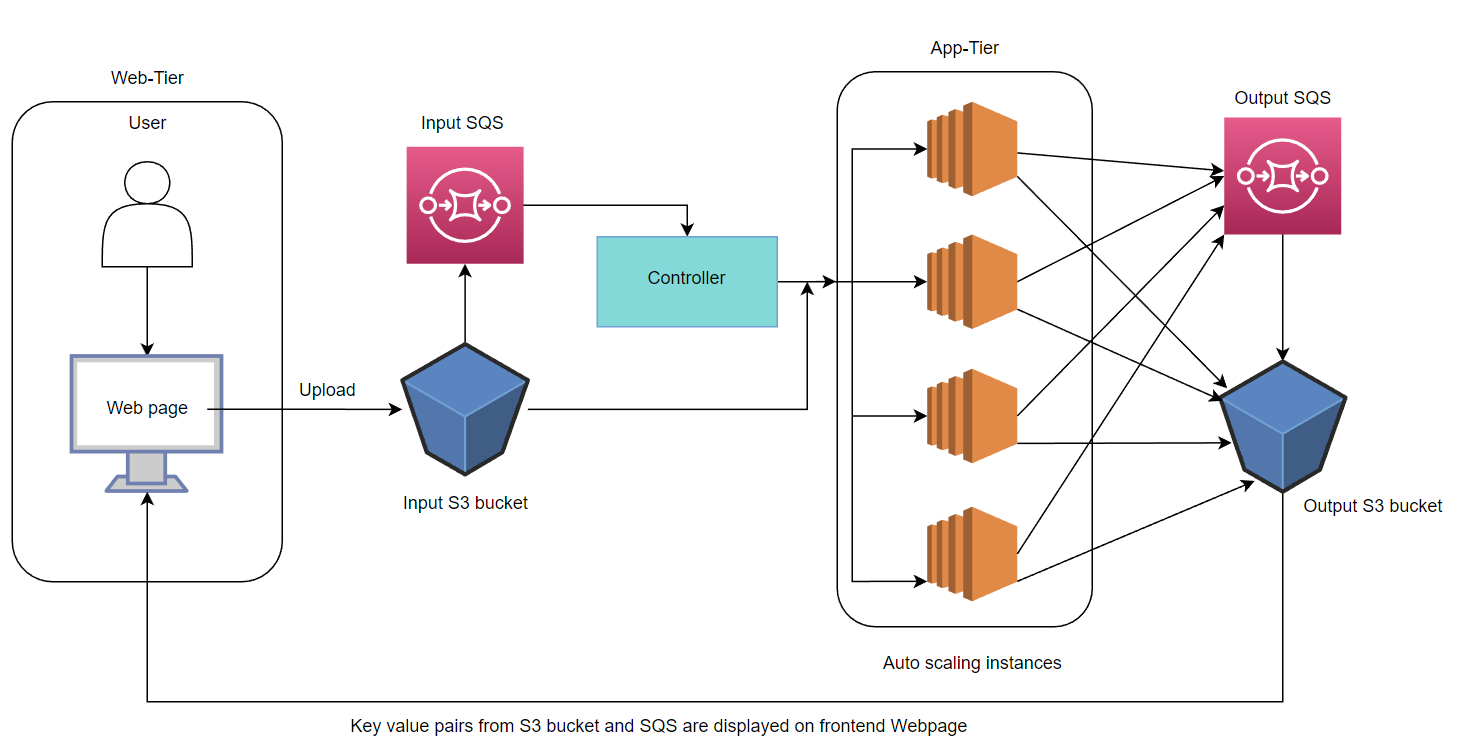 App-Tier
Web-Tier
Output SQS
User
Input SQS
Controller
Upload
Web page
Input S3 bucket
Output S3 bucket
Auto scaling instances
Key value pairs from S3 bucket and SQS are displayed on frontend Webpage